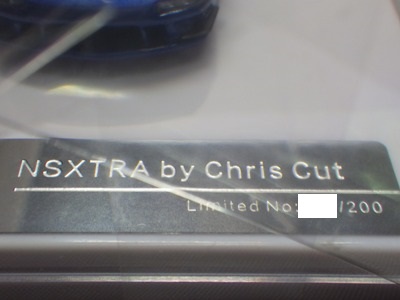 NSXTRA by Chris Cut
Limited No: /200